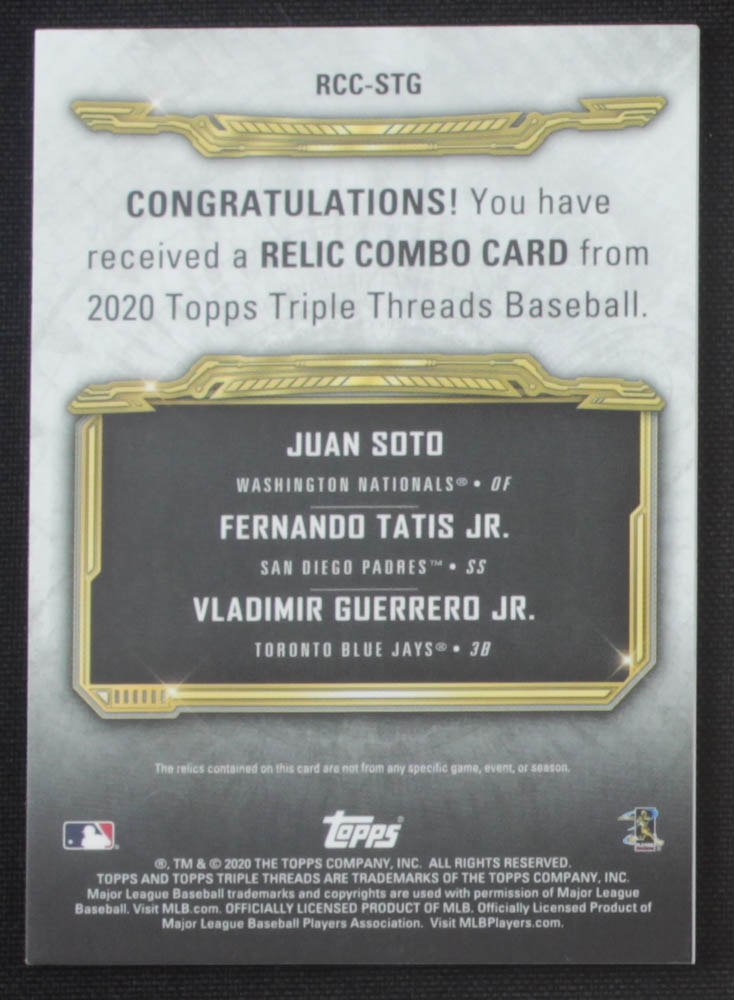 RCC-STG
CONGRATULATIONS! You have
received a RELIC COMBO CARD from
2020 Topps Triple Threads Baseball.
JUAN SOTO
WASHINGTON NATIONALS® • OF
FERNANDO TATIS JR.
SAN DIEGO PADRES™ • SS
VLADIMIR GUERRERO JR.
TORONTO BLUE JAYS® • 3B
The relics contained on this card are not from any specific game, event, or season.
topps®
®, TM & © 2020 THE TOPPS COMPANY, INC. ALL RIGHTS RESERVED.
TOPPS AND TOPPS TRIPLE THREADS ARE TRADEMARKS OF THE TOPPS COMPANY, INC.
Major League Baseball trademarks and copyrights are used with permission of Major League
Baseball. Visit MLB.com. OFFICIALLY LICENSED PRODUCT OF MLB. Officially Licensed Product of
Major League Baseball Players Association. Visit MLBPlayers.com.